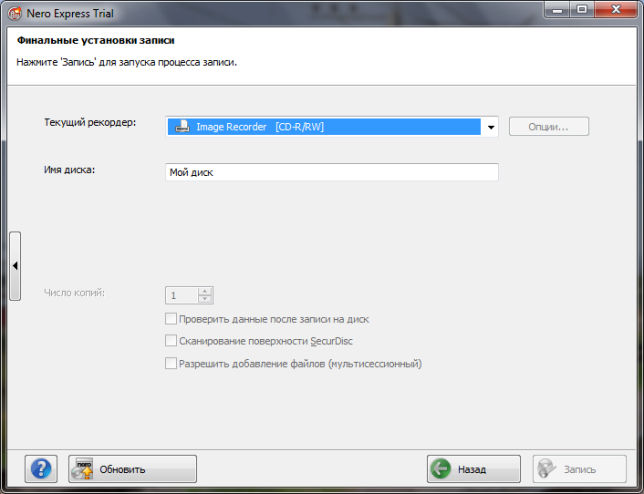 Nero Express Trial
Финальные установки записи
Нажмите 'Запись' для запуска процесса записи.
Текущий рекордер:
Image Recorder [CD-R/RW]
Опции...
Имя диска:
Мой диск
Число копий:
1
Проверить данные после записи на диск
Сканирование поверхности SecurDisc
Разрешить добавление файлов (мультисессионный)
?
nero
Обновить
Назад
Запись